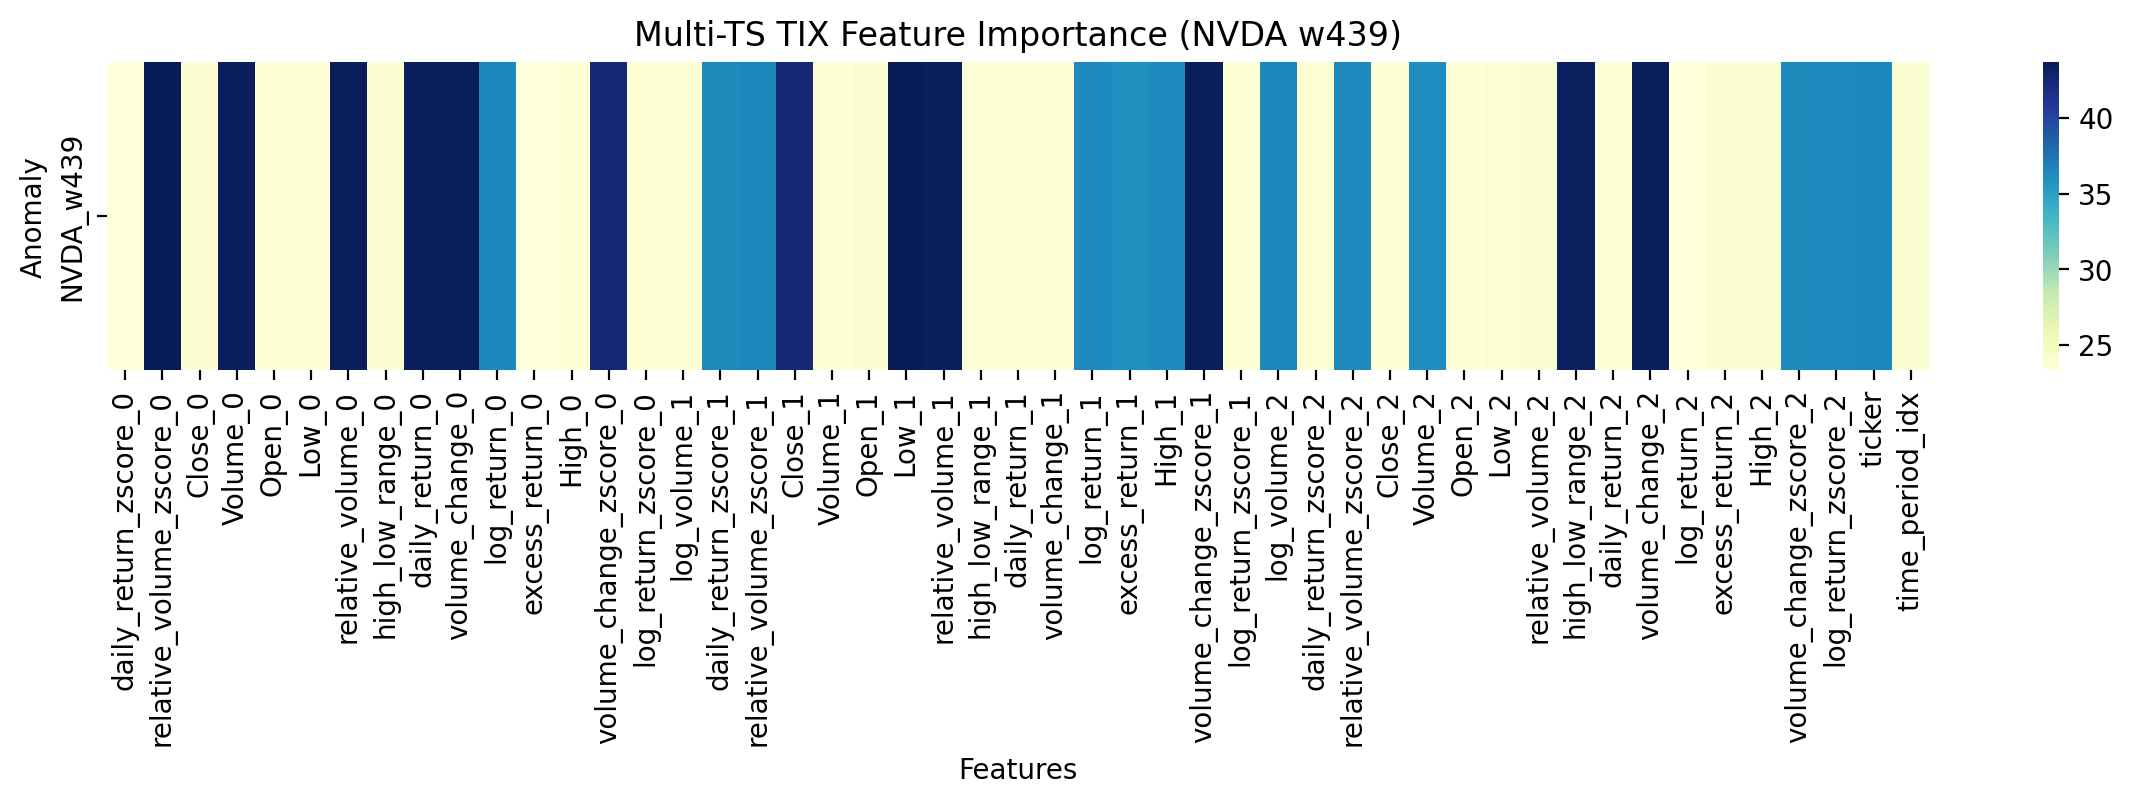 Multi-TS TIX Feature Importance (NVDA w439)
Anomaly
NVDA_w439
40
35
30
25
daily_return_zscore_0
relative_volume_zscore_0
Close_0
Volume_0
Open_0
Low_0
relative_volume_0
high_low_range_0
daily_return_0
volume_change_0
log_return_0
excess_return_0
High_0
volume_change_zscore_0
log_return_zscore_0
log_volume_1
daily_return_zscore_1
relative_volume_zscore_1
Close_1
Volume_1
Open_1
Low_1
relative_volume_1
high_low_range_1
daily_return_1
volume_change_1
log_return_1
excess_return_1
High_1
volume_change_zscore_1
log_return_zscore_1
log_volume_2
daily_return_zscore_2
relative_volume_zscore_2
Close_2
Volume_2
Open_2
Low_2
relative_volume_2
high_low_range_2
daily_return_2
volume_change_2
log_return_2
excess_return_2
High_2
volume_change_zscore_2
log_return_zscore_2
ticker
time_period_idx
Features